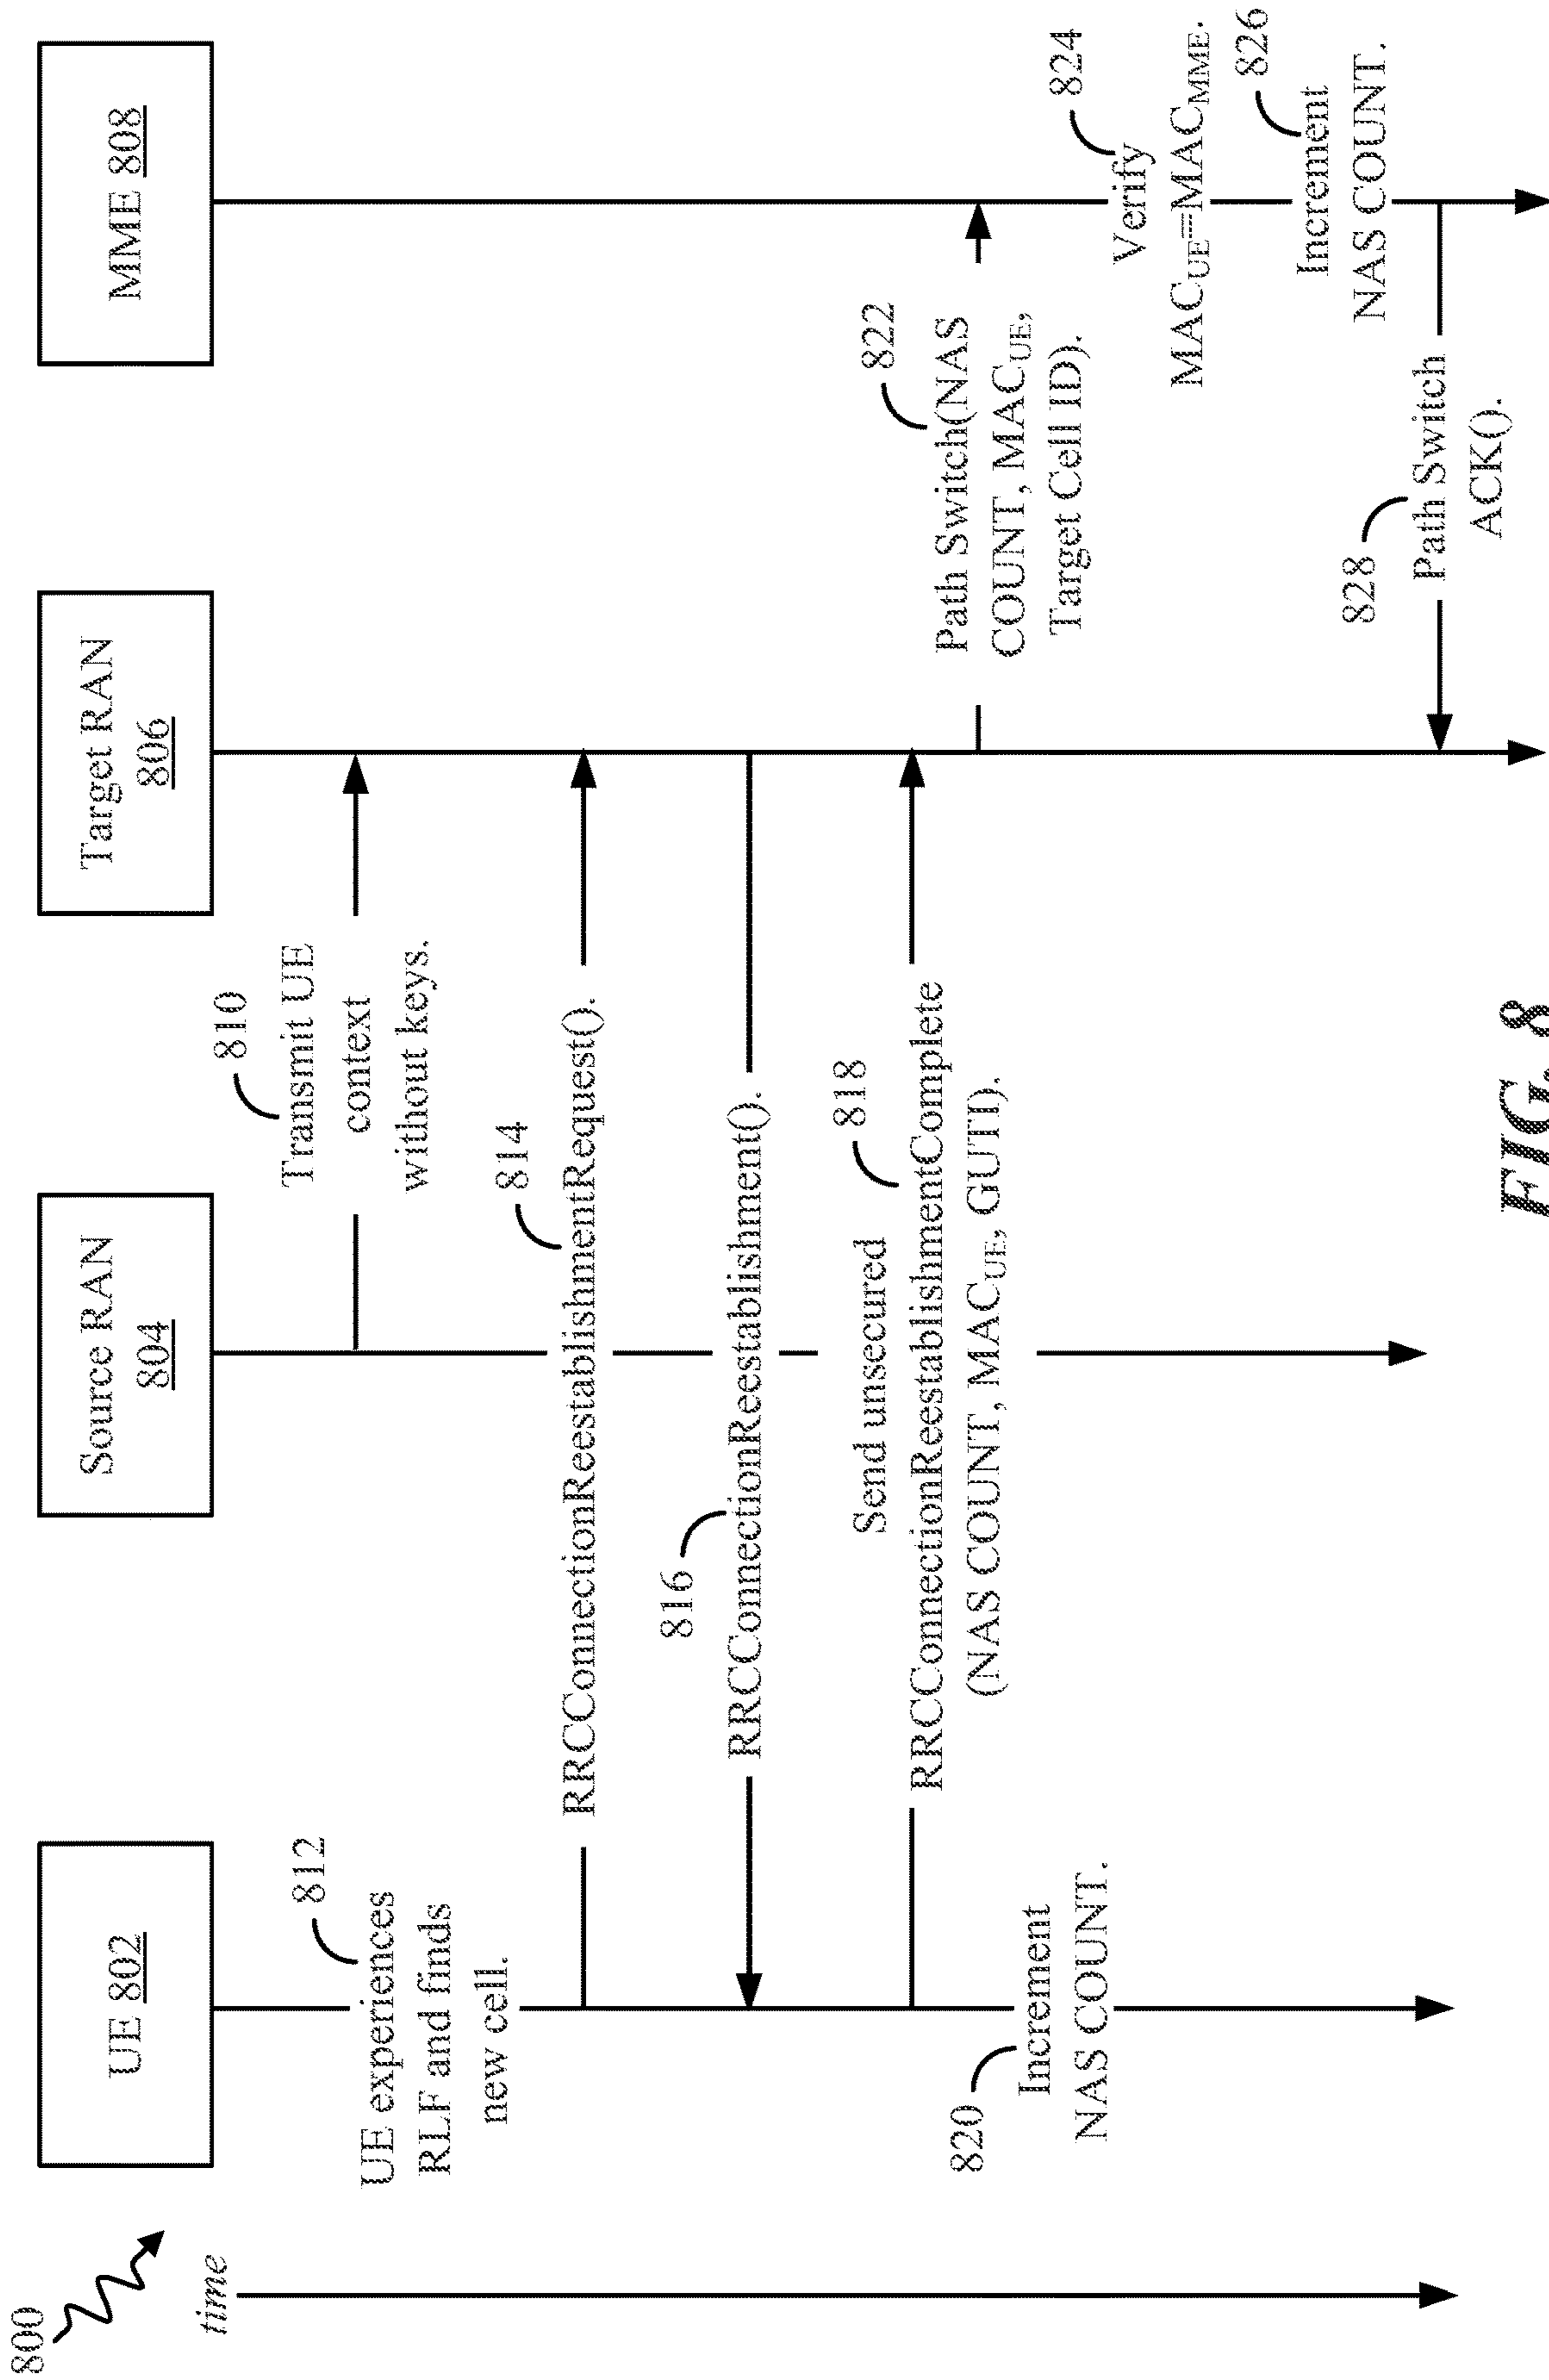 800
time
UE 802
Source RAN
804
Target RAN
806
MME 808
810
Transmit UE
context
without keys.
812
UE experiences
RLF and finds
new cell.
814
RRCConnectionReestablishmentRequest().
816
RRCConnectionReestablishment().
818
Send unsecured
RRCConnectionReestablishmentComplete
(NAS COUNT, MACUE, GUTI).
820
Increment
NAS COUNT.
822
Path Switch(NAS
COUNT, MACUE,
Target Cell ID).
824
Verify
MACUE==MACMME.
826
Increment
NAS COUNT.
828
Path Switch
ACK().
FIG. 8